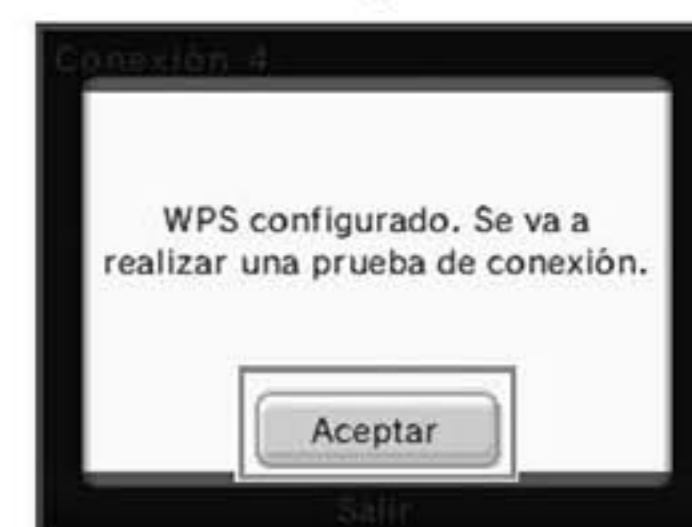 Conexión 4
WPS configurado. Se va a
realizar una prueba de conexión.
Aceptar
Salir